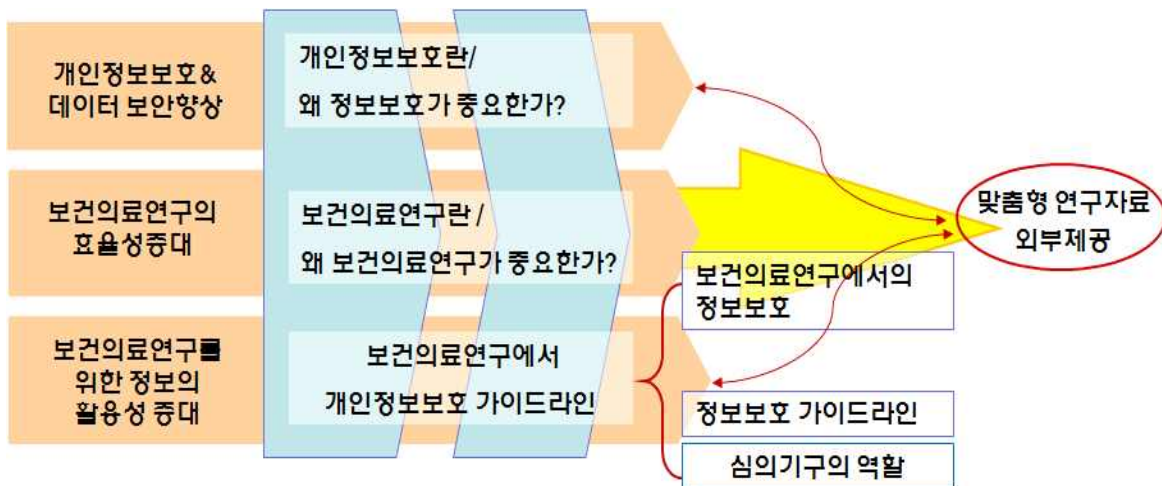 개인정보보호&
데이터 보안향상
개인정보보호란/
왜 정보보호가 중요한가?
보건의료연구의
효율성증대
보건의료연구란 /
왜 보건의료연구가 중요한가?
맞춤형 연구자료
외부제공
보건의료연구에서의
정보보호
보건의료연구를
위한 정보의
활용성 증대
보건의료연구에서
개인정보보호 가이드라인
정보보호 가이드라인
심의기구의 역할